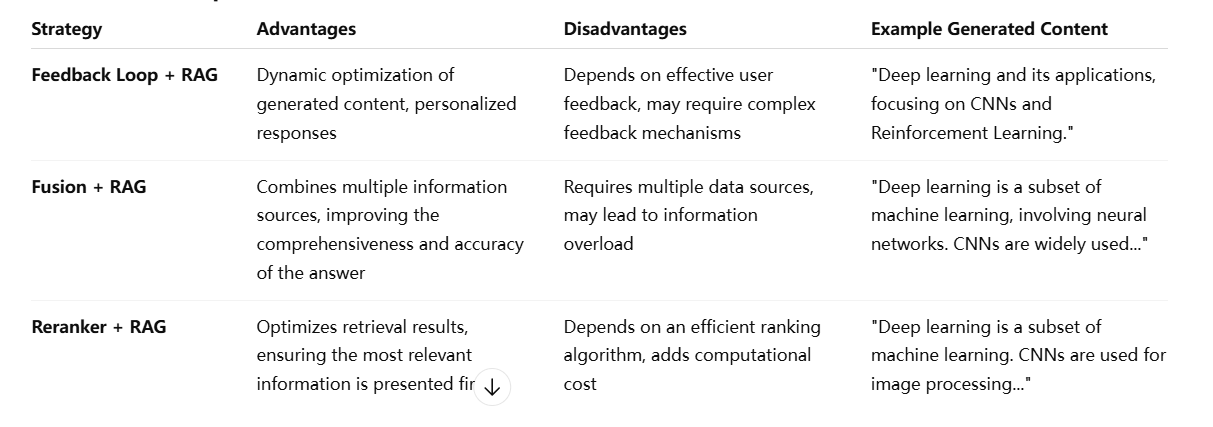 Strategy Advantages Disadvantages Example Generated Content
Feedback Loop + RAG Dynamic optimization of Depends on effective user "Deep learning and its applications,
generated content, personalized feedback, may require complex focusing on CNNs and
responses feedback mechanisms Reinforcement Learning."
Fusion + RAG Combines multiple information Requires multiple data sources, "Deep learning is a subset of
sources, improving the may lead to information machine learning, involving neural
comprehensiveness and accuracy overload networks. CNNs are widely used..."
of the answer
Reranker + RAG Optimizes retrieval results, Depends on an efficient ranking "Deep learning is a subset of
ensuring the most relevant algorithm, adds computational machine learning. CNNs are used for
information is presented cost image processing..."